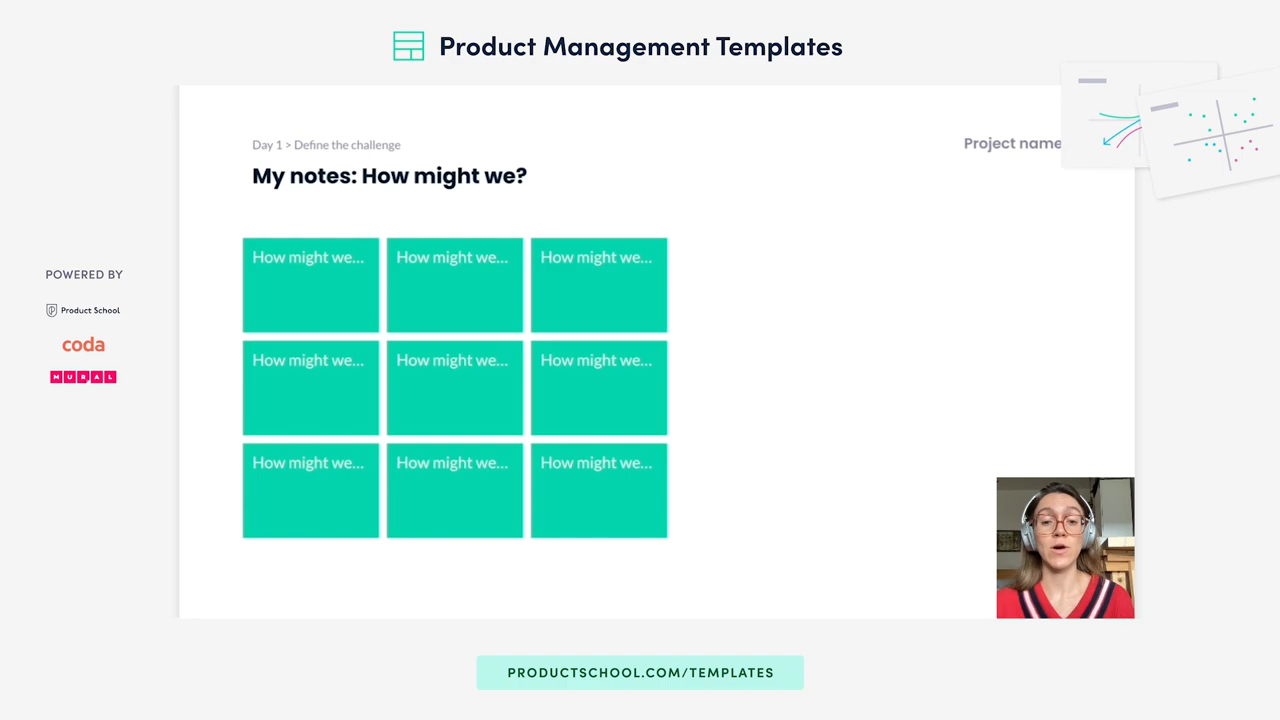 Product Management Templates
Day 1 > Define the challenge
Project name
My notes: How might we?
How might we... How might we... How might we...
How might we... How might we... How might we...
How might we... How might we... How might we...
POWERED BY
Product School
coda
MURAL
PRODUCTSCHOOL.COM/TEMPLATES